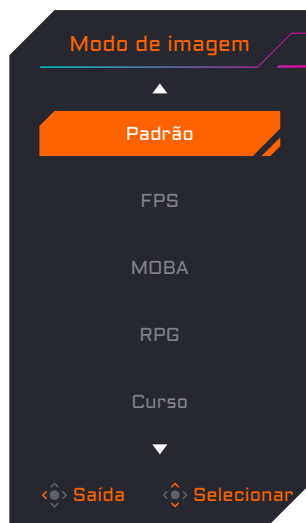 Modo de imagem
Padrão
FPS
MOBA
RPG
Curso
Saída Selecionar